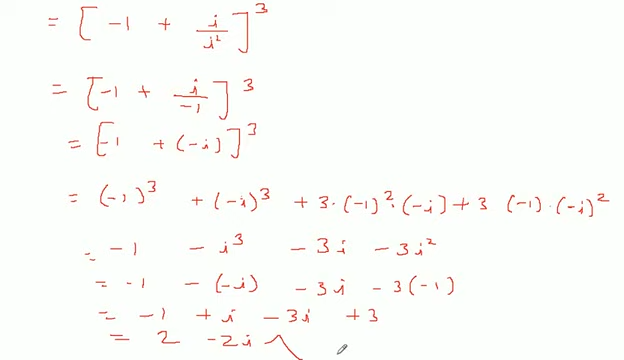 = [ -1 + i/i² ]³
= [ -1 + i/-1 ]³
= [ -1 + (-i) ]³
= (-1)³ + (-i)³ + 3·(-1)²·(-i) + 3 (-1)·(-i)²
= -1 - i³ - 3i - 3i²
= -1 - (-i) - 3i - 3(-1)
= -1 + i - 3i + 3
= 2 - 2i